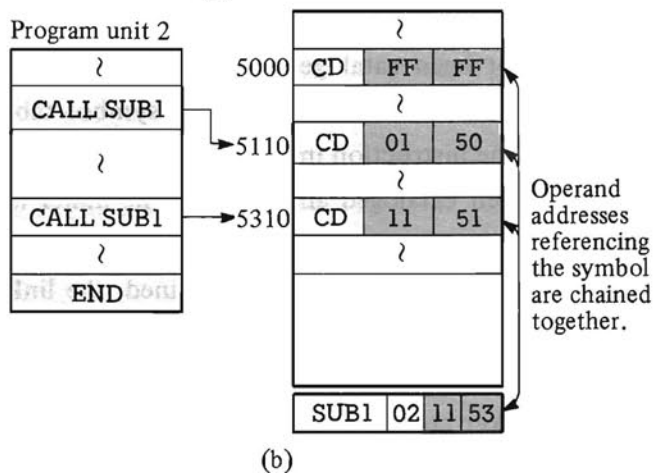 Program unit 2
~
CALL SUB1
~
CALL SUB1
~
END
~
5000 CD FF FF
~
5110 CD 01 50
~
5310 CD 11 51
~
SUB1 02 11 53
Operand
addresses
referencing
the symbol
are chained
together.
(b)